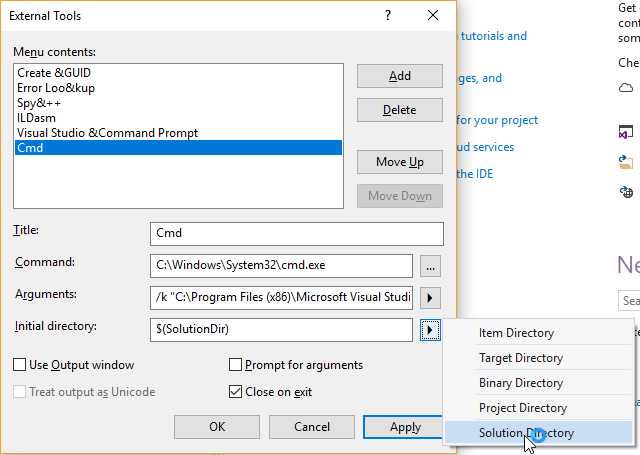 External Tools
?
Menu contents:
Create &GUID
Error Loo&kup
Spy&++
ILDasm
Visual Studio &Command Prompt
Cmd
Add
Delete
Move Up
Move Down
Title:
Cmd
Command:
C:\Windows\System32\cmd.exe
...
Arguments:
/k "C:\Program Files (x86)\Microsoft Visual Studi
Initial directory:
$(SolutionDir)
Use Output window
Prompt for arguments
Treat output as Unicode
Close on exit
OK
Cancel
Apply
Item Directory
Target Directory
Binary Directory
Project Directory
Solution Directory
tutorials and
ges, and
for your project
ud services
the IDE
Get
con
som
Che
Ne
Sea